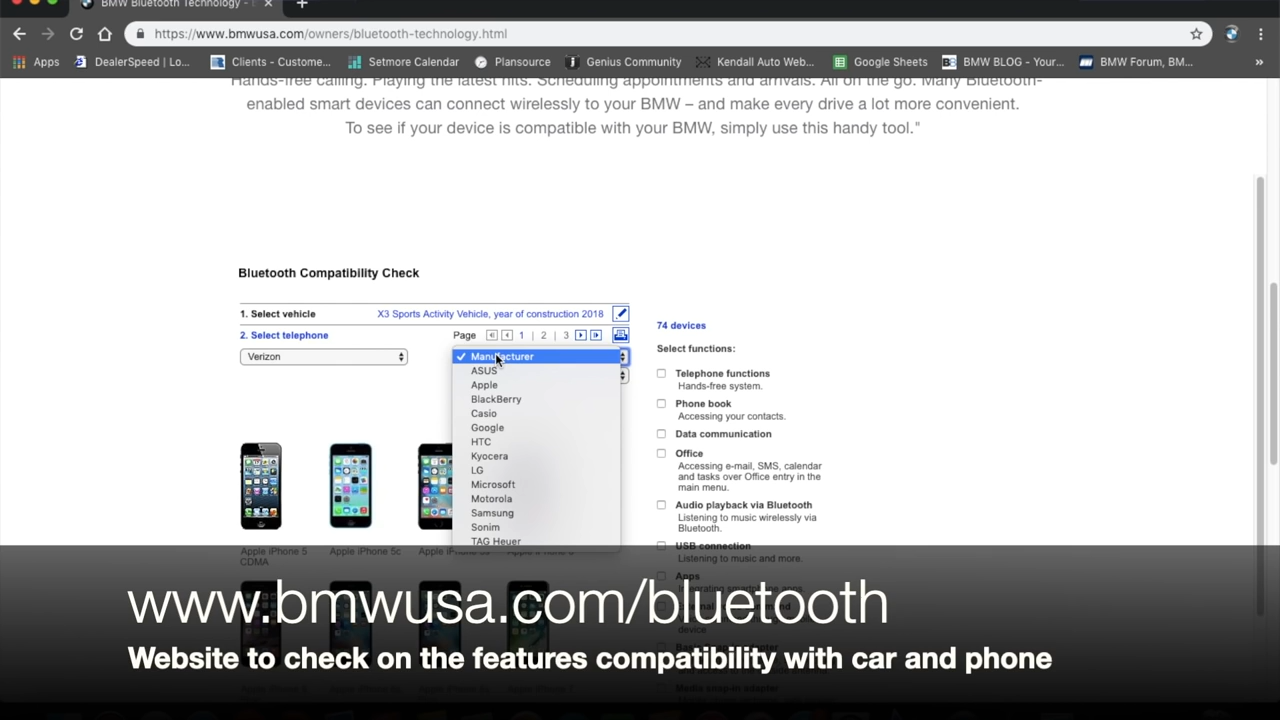 BMW Bluetooth Technology -
https://www.bmwusa.com/owners/bluetooth-technology.html
Apps DealerSpeed | Lo... Clients - Custome... Setmore Calendar Plansource Genius Community Kendall Auto Web... Google Sheets BMW BLOG - Your... BMW Forum, BM... »
Hands-free calling. Playing the latest hits. Scheduling appointments and arrivals. All on the go. Many Bluetooth-
enabled smart devices can connect wirelessly to your BMW – and make every drive a lot more convenient.
To see if your device is compatible with your BMW, simply use this handy tool."
Bluetooth Compatibility Check
1. Select vehicle X3 Sports Activity Vehicle, year of construction 2018
2. Select telephone Page 1 | 2 | 3
Verizon
Manufacturer
ASUS
Apple
BlackBerry
Casio
Google
HTC
Kyocera
LG
Microsoft
Motorola
Samsung
Sonim
TAG Heuer
Apple iPhone 5
CDMA
Apple iPhone 5c
74 devices
Select functions:
Telephone functions
Hands-free system.
Phone book
Accessing your contacts.
Data communication
Office
Accessing e-mail, SMS, calendar
and tasks over Office entry in the
main menu.
Audio playback via Bluetooth
Listening to music wirelessly via
Bluetooth.
USB connection
Listening to music and more.
Apps
Integrating smartphone apps.
device
Media snap-in adapter
www.bmwusa.com/bluetooth
Website to check on the features compatibility with car and phone